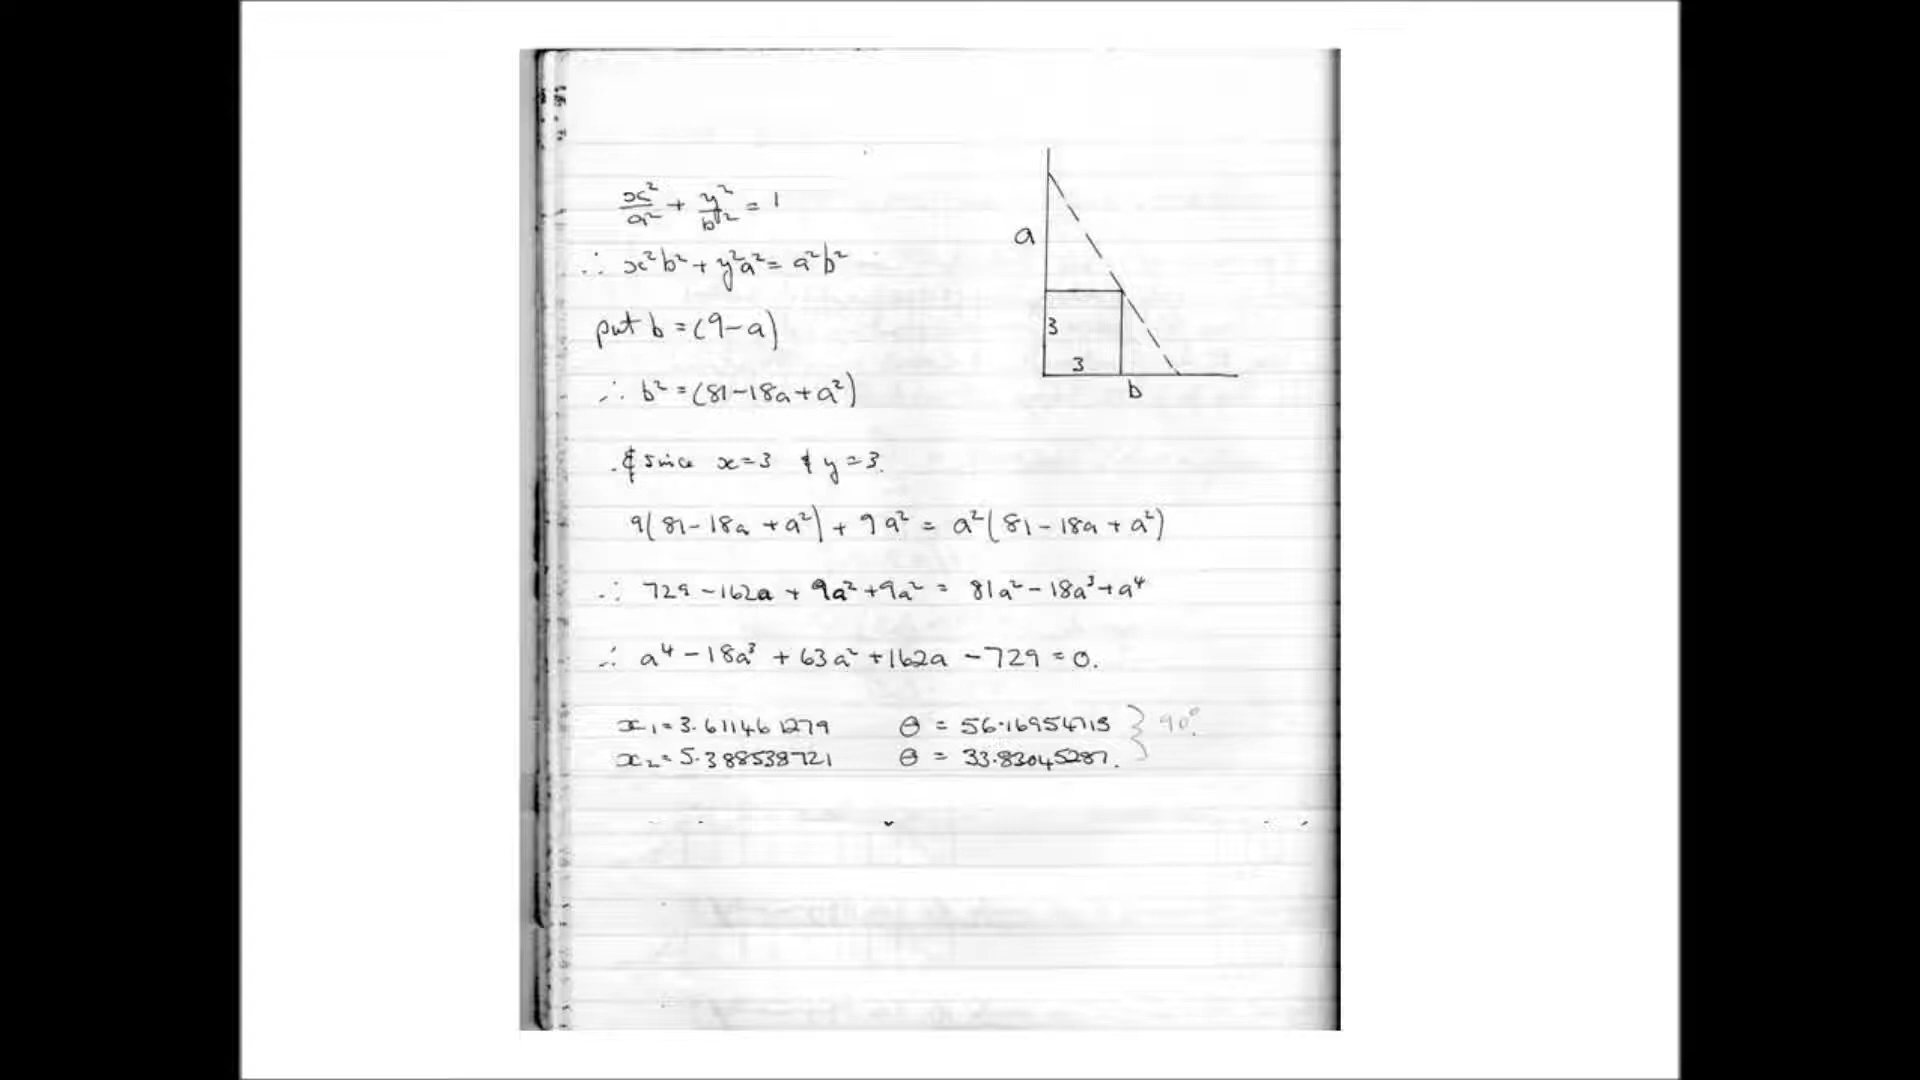 x²/a² + y²/b² = 1
∴ x²b² + y²a² = a²b²
put b = (9-a)
∴ b² = (81-18a+a²)
& since x=3 & y=3.
9(81-18a+a²) + 9a² = a²(81-18a+a²)
∴ 729 - 162a + 9a² + 9a² = 81a² - 18a³ + a⁴
∴ a⁴ - 18a³ + 63a² + 162a - 729 = 0.
x₁ = 3.611461279 θ = 56.16954713 } 90°.
x₂ = 5.388538721 θ = 33.83045287.
a
3
3
b